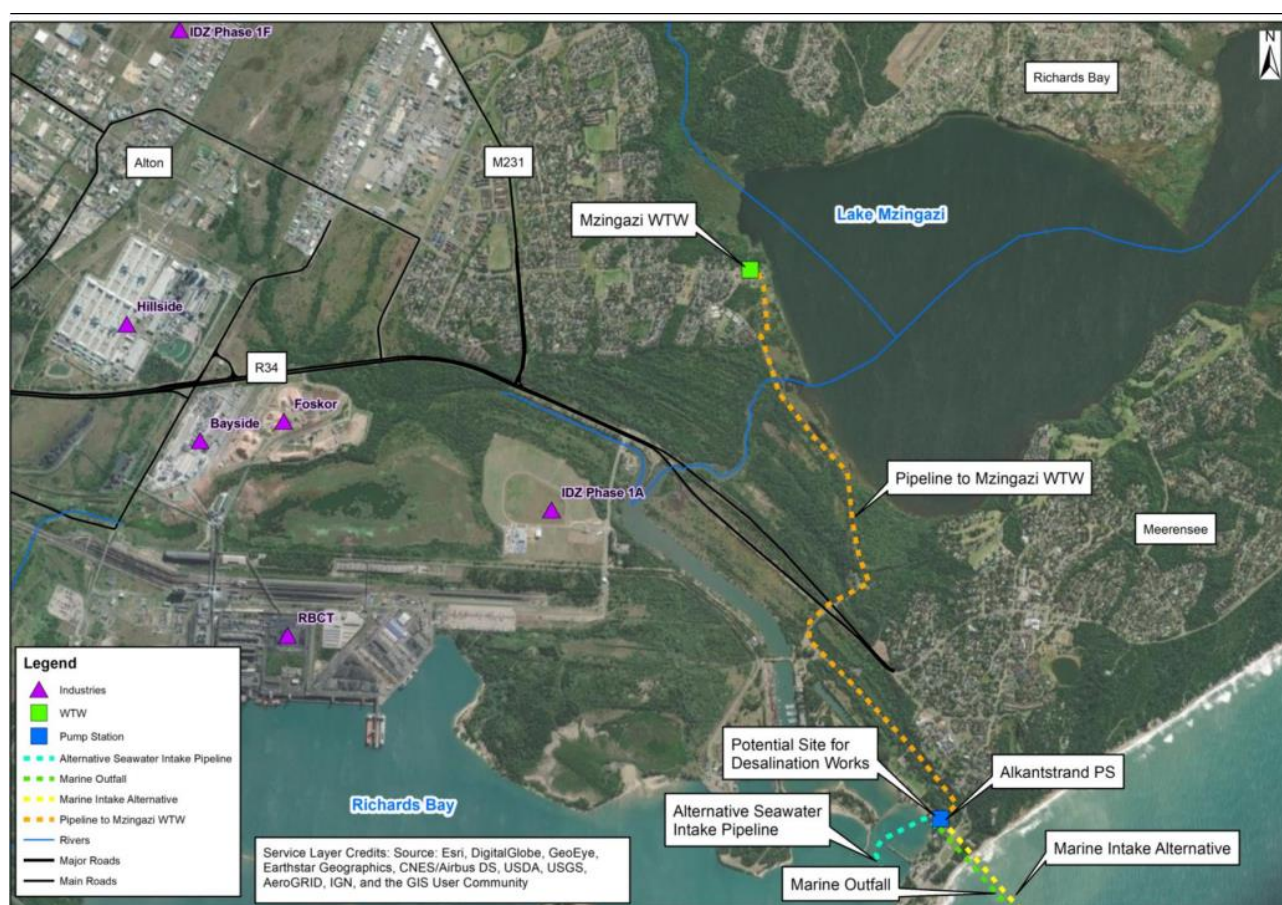 IDZ Phase 1F
N
Richards Bay
Alton
M231
Mzingazi WTW
Lake Mzingazi
Hillside
R34
Foskor
Bayside
Pipeline to Mzingazi WTW
IDZ Phase 1A
Meerensee
RBCT
Legend
Industries
WTW
Pump Station
Alternative Seawater Intake Pipeline
Marine Outfall
Marine Intake Alternative
Pipeline to Mzingazi WTW
Rivers
Major Roads
Main Roads
Richards Bay
Service Layer Credits: Source: Esri, DigitalGlobe, GeoEye,
Earthstar Geographics, CNES/Airbus DS, USDA, USGS,
AeroGRID, IGN, and the GIS User Community
Potential Site for
Desalination Works
Alkantstrand PS
Alternative Seawater
Intake Pipeline
Marine Intake Alternative
Marine Outfall